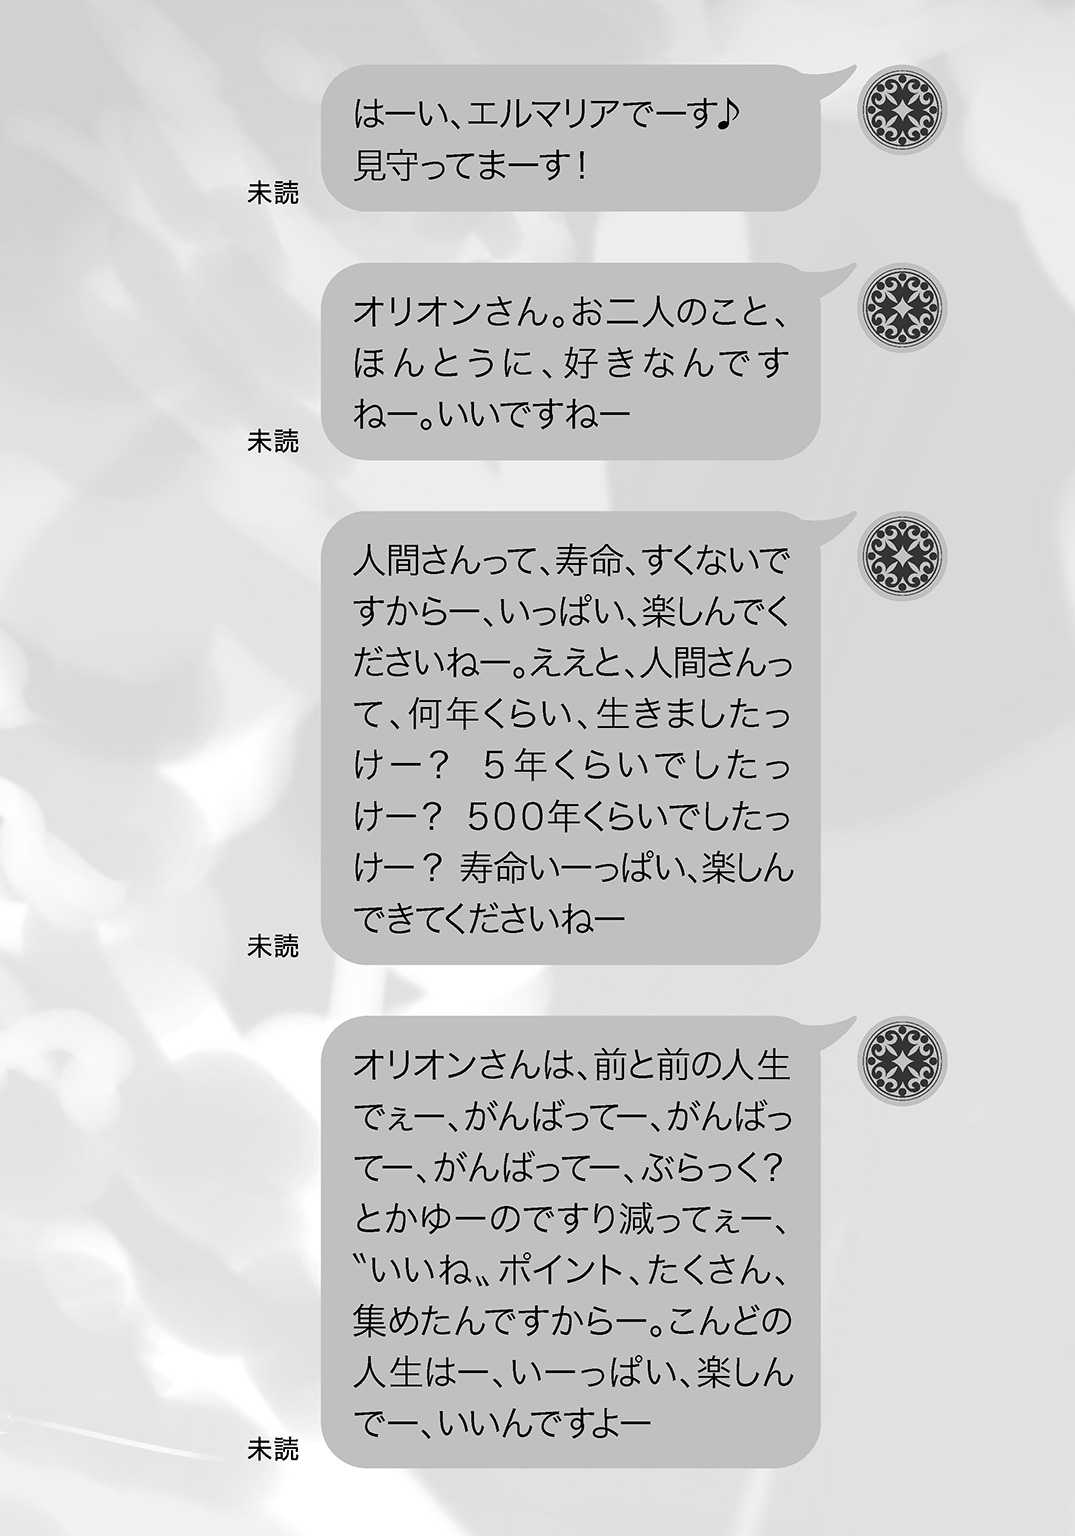 はーい、エルマリアでーす♪
見守ってまーす！
未読
オリオンさん。お二人のこと、
ほんとうに、好きなんです
ねー。いいですねー
未読
人間さんって、寿命、すくないで
すからー、いっぱい、楽しんでく
ださいねー。ええと、人間さんっ
て、何年くらい、生きましたっ
けー？　５年くらいでしたっ
けー？　５００年くらいでしたっ
けー？ 寿命いーっぱい、楽しん
できてくださいねー
未読
オリオンさんは、前と前の人生
でぇー、がんばってー、がんばっ
てー、がんばってー、ぶらっく？
とかゆーのですり減ってぇー、
〝いいね〟ポイント、たくさん、
集めたんですからー。こんどの
人生はー、いーっぱい、楽しん
でー、いいんですよー
未読